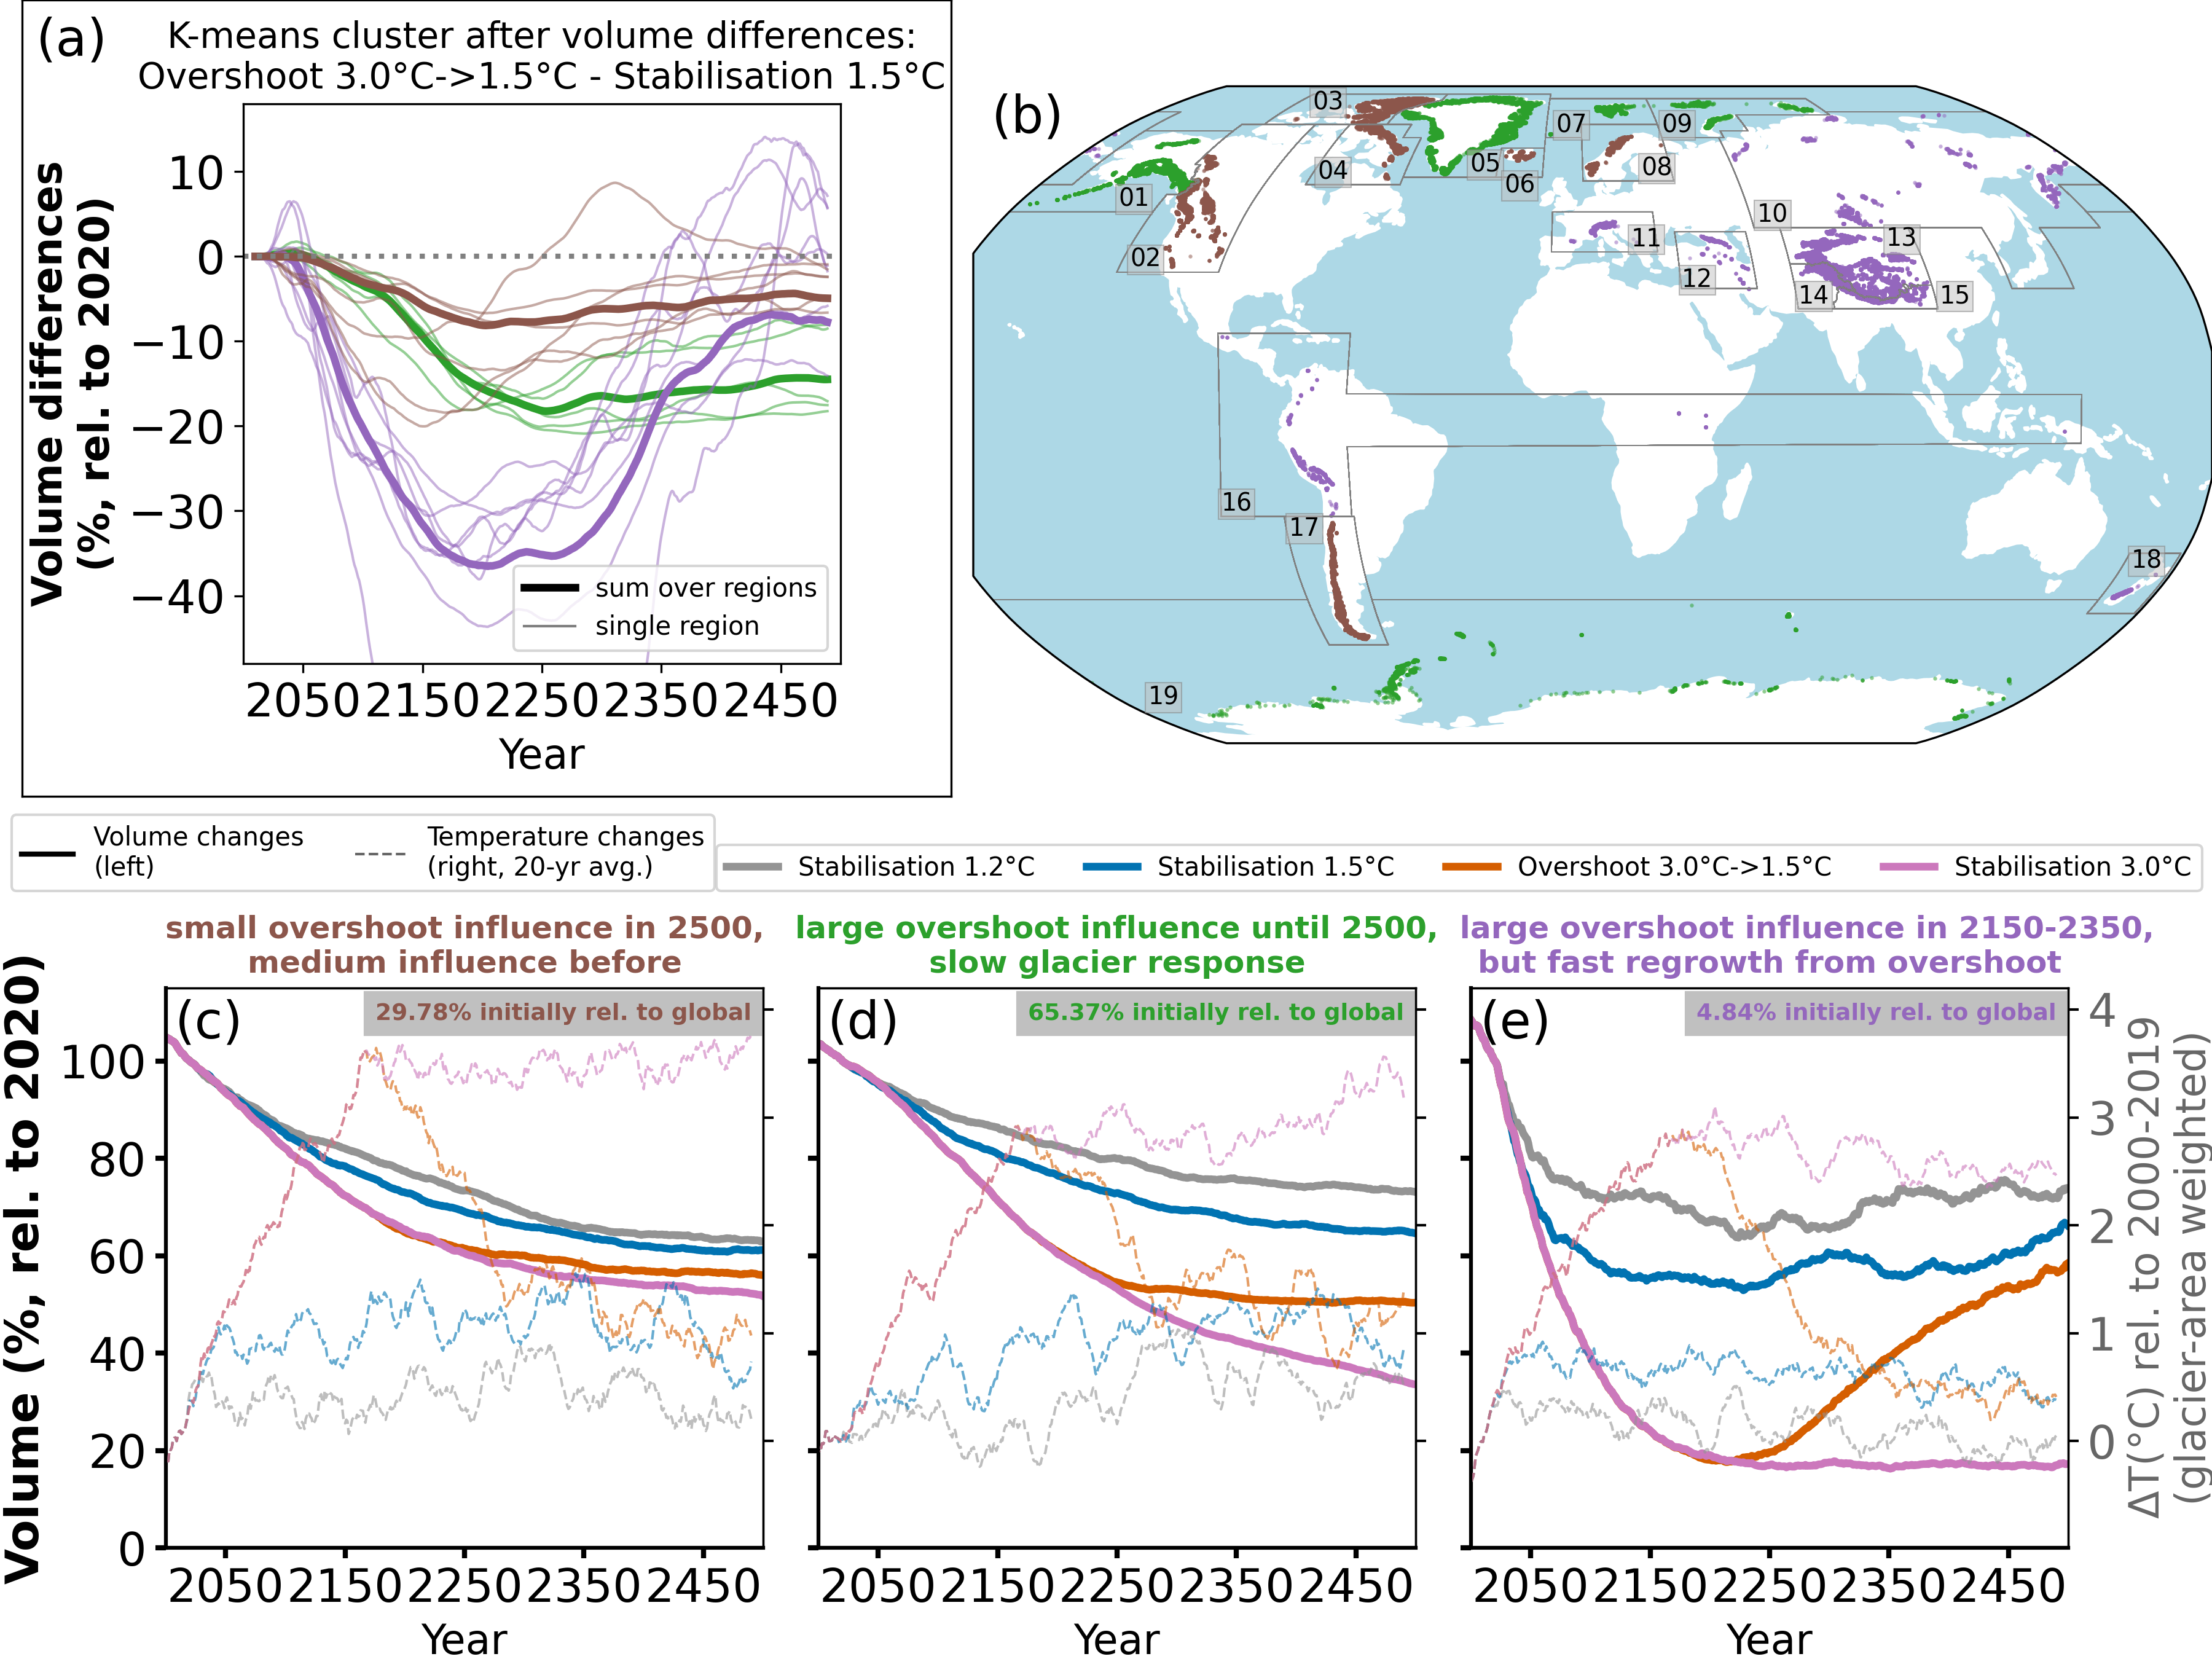 (a)
K-means cluster after volume differences:
Overshoot 3.0°C->1.5°C - Stabilisation 1.5°C
Volume differences
(%, rel. to 2020)
10
0
−10
−20
−30
−40
sum over regions
single region
2050 2150 2250 2350 2450
Year
(b)
03
07
09
04
05
06
08
01
02
10
11
12
13
14
15
16
17
18
19
Volume changes
(left)
Temperature changes
(right, 20-yr avg.)
Stabilisation 1.2°C
Stabilisation 1.5°C
Overshoot 3.0°C->1.5°C
Stabilisation 3.0°C
small overshoot influence in 2500,
medium influence before
large overshoot influence until 2500,
slow glacier response
large overshoot influence in 2150-2350,
but fast regrowth from overshoot
Volume (%, rel. to 2020)
100
80
60
40
20
0
(c)
29.78% initially rel. to global
2050 2150 2250 2350 2450
Year
(d)
65.37% initially rel. to global
2050 2150 2250 2350 2450
Year
(e)
4.84% initially rel. to global
2050 2150 2250 2350 2450
Year
4
3
2
1
0
ΔT(°C) rel. to 2000-2019
(glacier-area weighted)